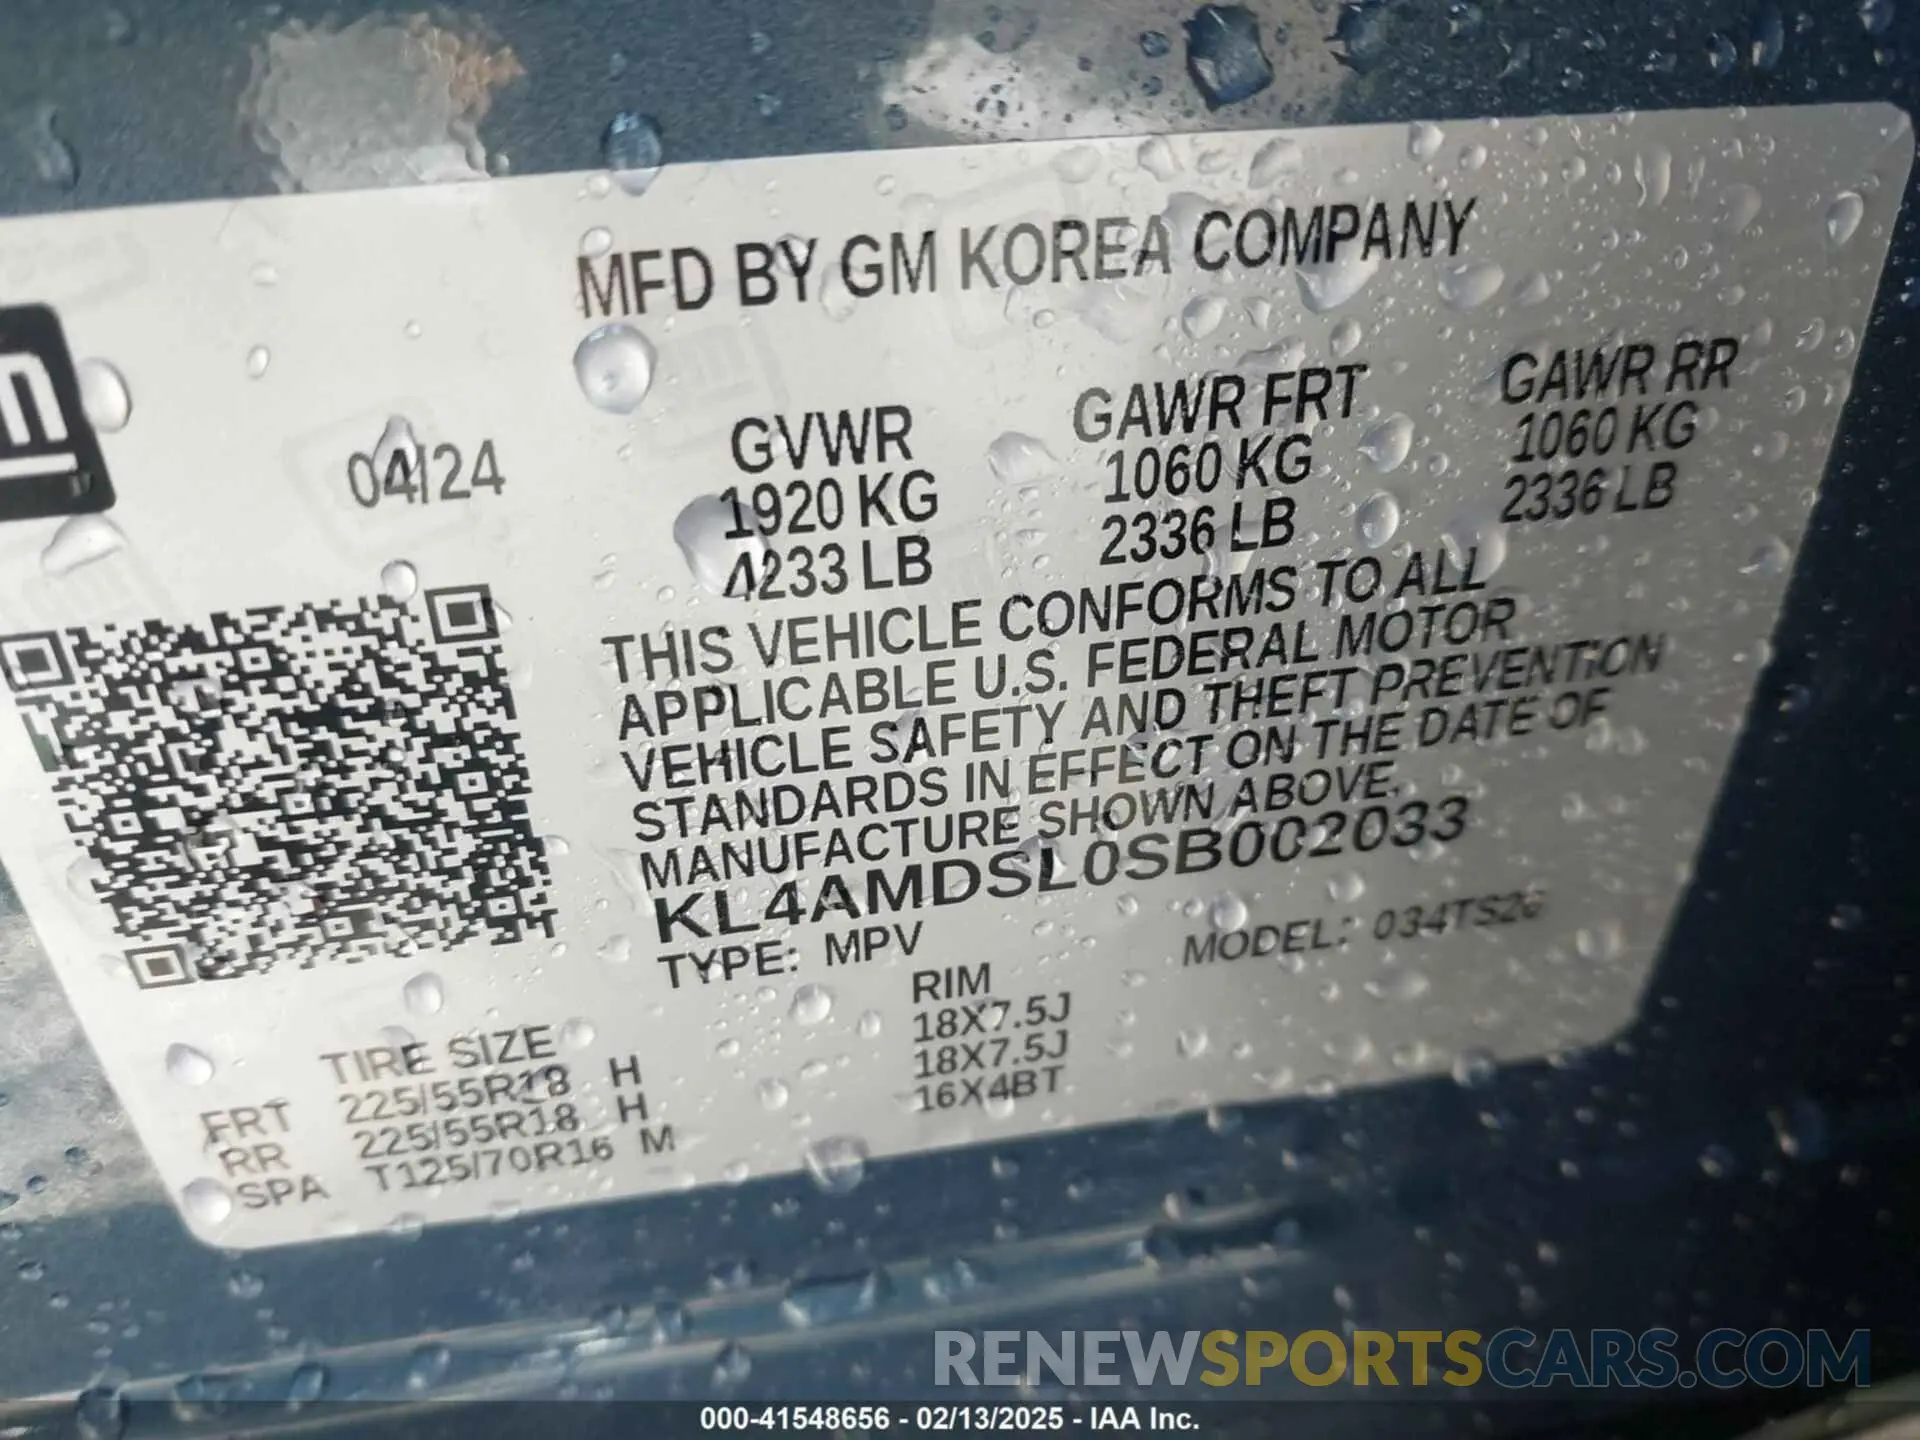 MFD BY GM KOREA COMPANY
04/24
GVWR GAWR FRT GAWR RR
1920 KG 1060 KG 1060 KG
4233 LB 2336 LB 2336 LB
THIS VEHICLE CONFORMS TO ALL
APPLICABLE U.S. FEDERAL MOTOR
VEHICLE SAFETY AND THEFT PREVENTION
STANDARDS IN EFFECT ON THE DATE OF
MANUFACTURE SHOWN ABOVE.
KL4AMDSL0SB002033
TYPE: MPV MODEL: 034TS26
TIRE SIZE RIM
FRT 225/55R18 H 18X7.5J
RR 225/55R18 H 18X7.5J
SPA T125/70R16 M 16X4BT
RENEWSPORTSCARS.COM
000-41548656 - 02/13/2025 - IAA Inc.